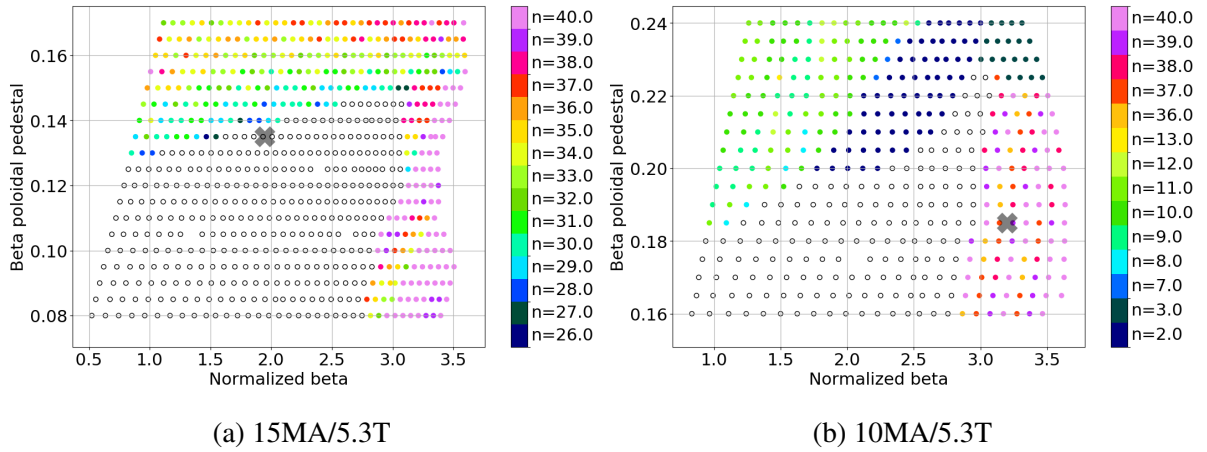 Beta poloidal pedestal
0.16
0.14
0.12
0.10
0.08
0.5
1.0
1.5
2.0
2.5
3.0
3.5
Normalized beta
n=40.0
n=39.0
n=38.0
n=37.0
n=36.0
n=35.0
n=34.0
n=33.0
n=32.0
n=31.0
n=30.0
n=29.0
n=28.0
n=27.0
n=26.0
(a) 15MA/5.3T
Beta poloidal pedestal
0.24
0.22
0.20
0.18
0.16
1.0
1.5
2.0
2.5
3.0
3.5
Normalized beta
n=40.0
n=39.0
n=38.0
n=37.0
n=36.0
n=13.0
n=12.0
n=11.0
n=10.0
n=9.0
n=8.0
n=7.0
n=3.0
n=2.0
(b) 10MA/5.3T